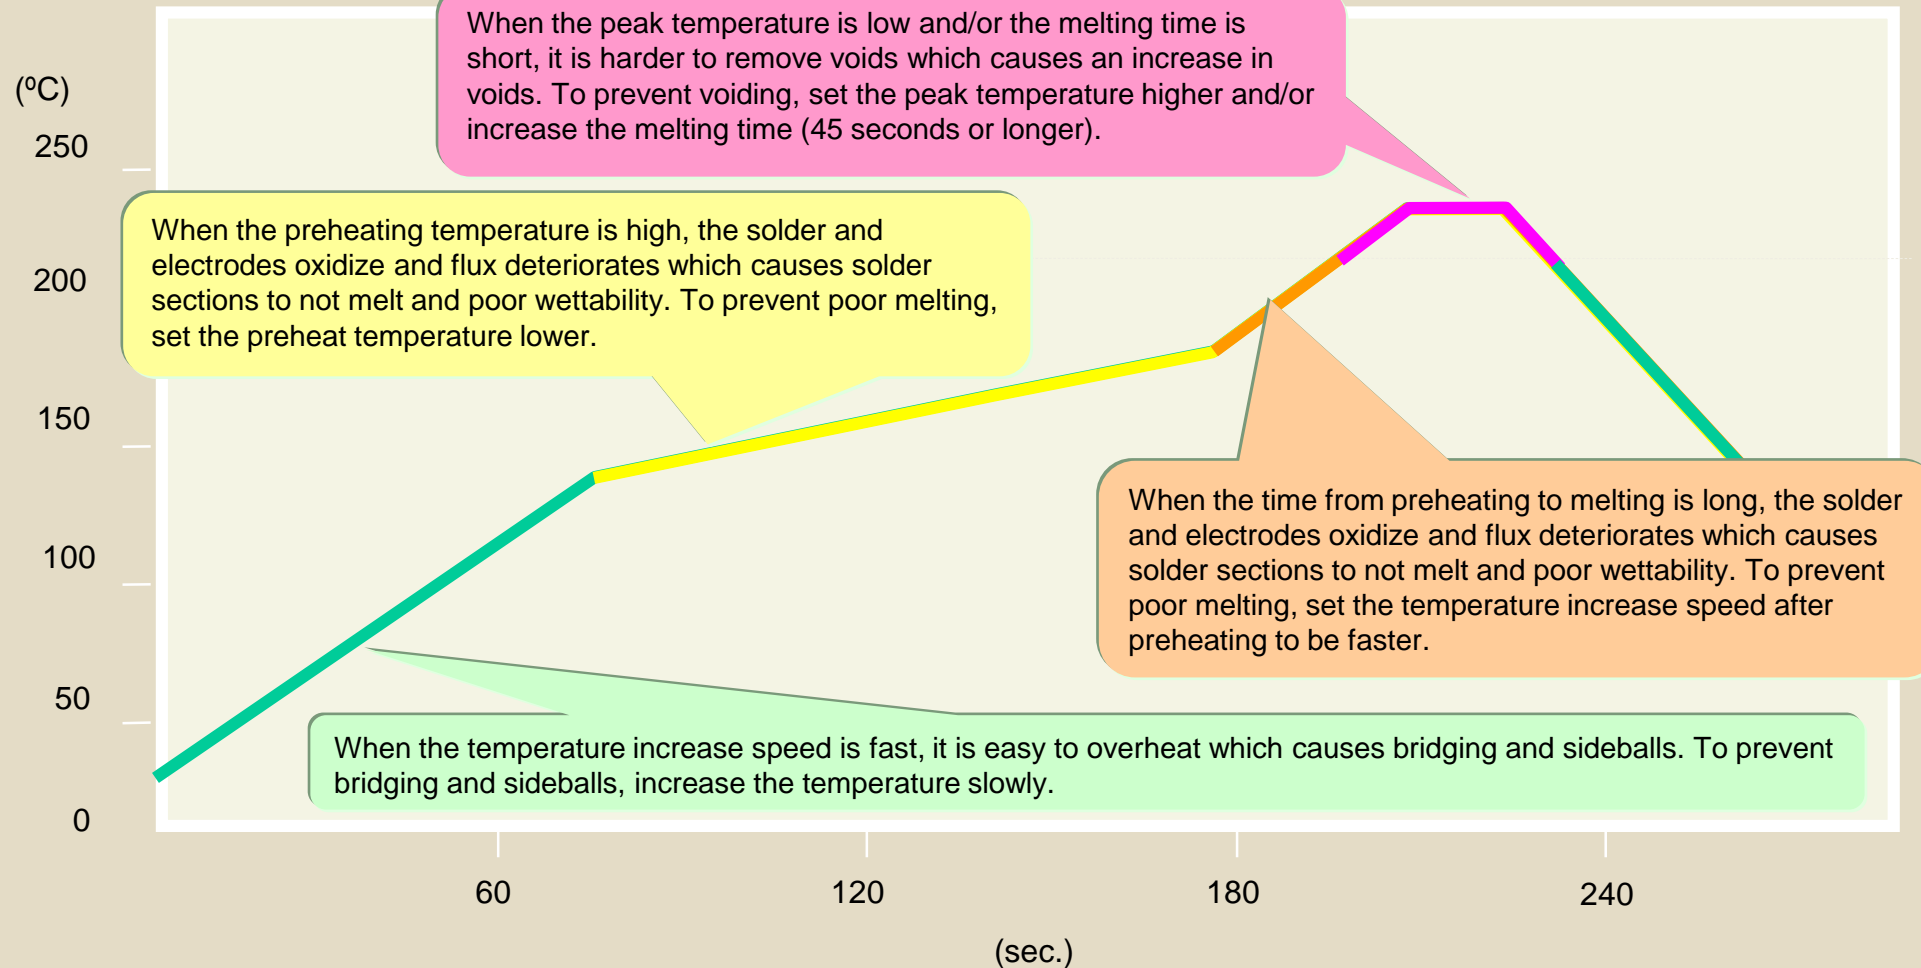 When the peak temperature is low and/or the melting time is
short, it is harder to remove voids which causes an increase in
voids. To prevent voiding, set the peak temperature higher and/or
increase the melting time (45 seconds or longer).
(ºC)
250
When the preheating temperature is high, the solder and
electrodes oxidize and flux deteriorates which causes solder
sections to not melt and poor wettability. To prevent poor melting,
set the preheat temperature lower.
200
150
When the time from preheating to melting is long, the solder
and electrodes oxidize and flux deteriorates which causes
solder sections to not melt and poor wettability. To prevent
poor melting, set the temperature increase speed after
preheating to be faster.
100
50
When the temperature increase speed is fast, it is easy to overheat which causes bridging and sideballs. To prevent
bridging and sideballs, increase the temperature slowly.
0
60
120
180
240
(sec.)